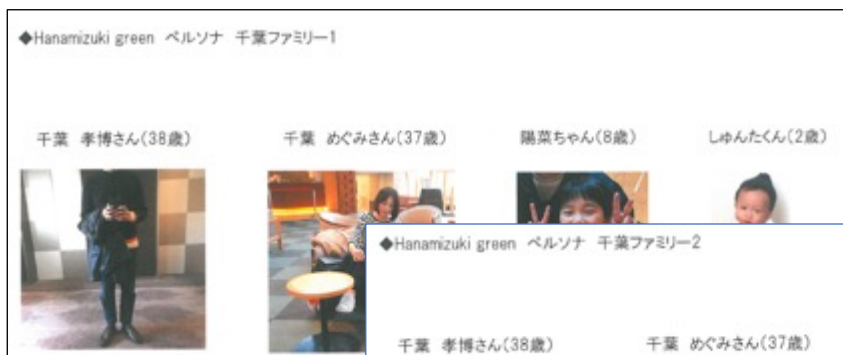 ◆Hanamizuki green ペルソナ 千葉ファミリー1
千葉 孝博さん(38歳)
千葉 めぐみさん(37歳)
陽菜ちゃん(8歳)
しゅんたくん(2歳)
◆Hanamizuki green ペルソナ 千葉ファミリー2
千葉 孝博さん(38歳)
千葉 めぐみさん(37歳)